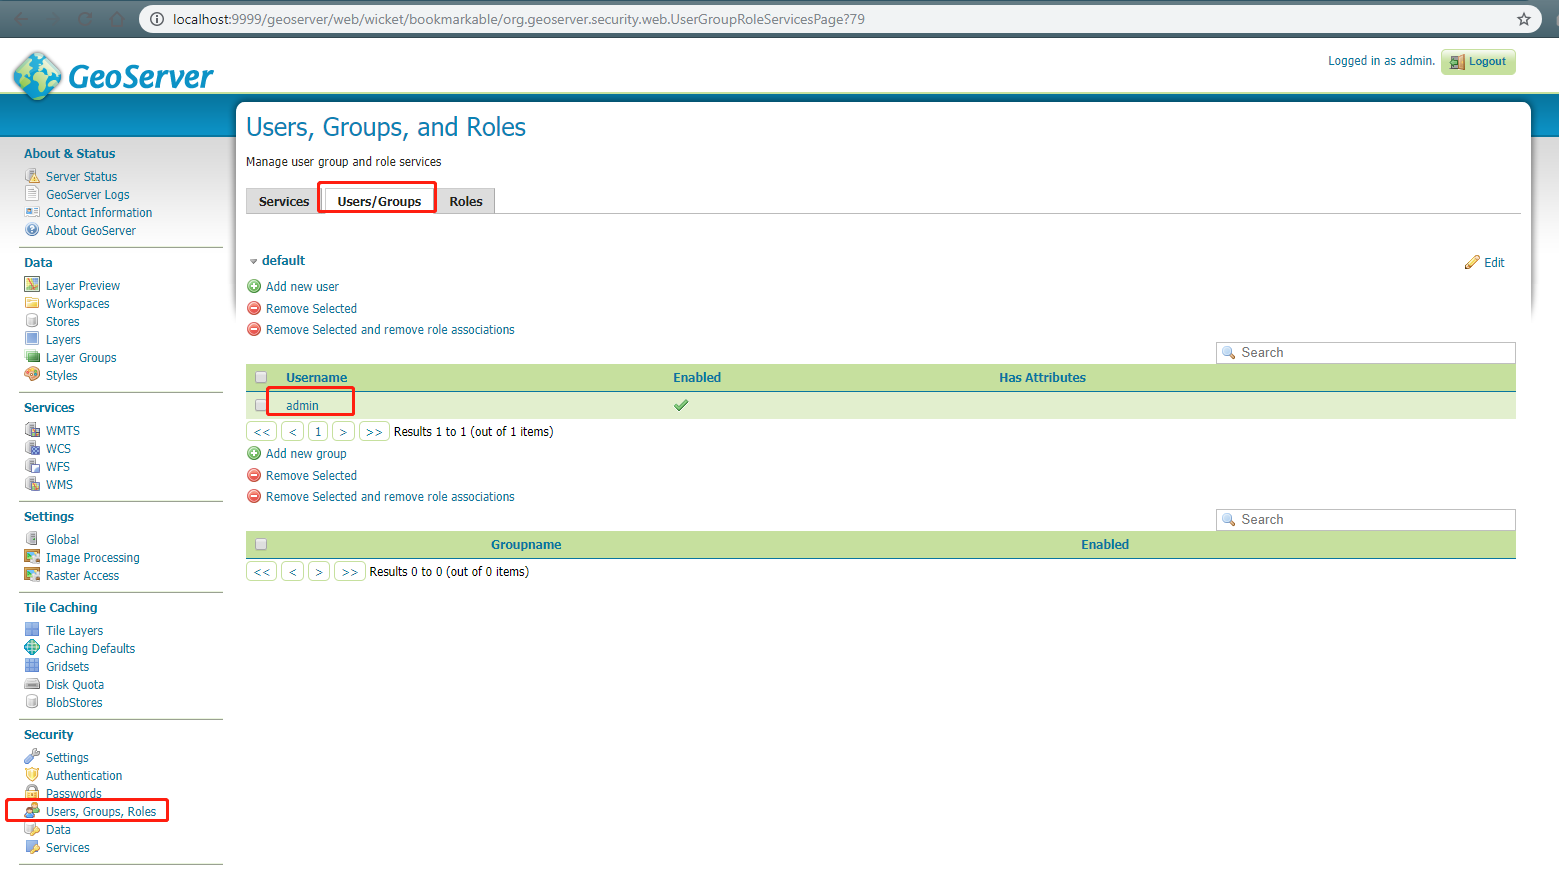 localhost:9999/geoserver/web/wicket/bookmarkable/org.geoserver.security.web.UserGroupRoleServicesPage?79
GeoServer
Logged in as admin.
Logout
About & Status
Server Status
GeoServer Logs
Contact Information
About GeoServer
Data
Layer Preview
Workspaces
Stores
Layers
Layer Groups
Styles
Services
WMTS
WCS
WFS
WMS
Settings
Global
Image Processing
Raster Access
Tile Caching
Tile Layers
Caching Defaults
Gridsets
Disk Quota
BlobStores
Security
Settings
Authentication
Passwords
Users, Groups, Roles
Data
Services
Users, Groups, and Roles
Manage user group and role services
Services Users/Groups Roles
default
Edit
Add new user
Remove Selected
Remove Selected and remove role associations
Search
Username Enabled Has Attributes
admin
<< < 1 > >> Results 1 to 1 (out of 1 items)
Add new group
Remove Selected
Remove Selected and remove role associations
Search
Groupname Enabled
<< < > >> Results 0 to 0 (out of 0 items)